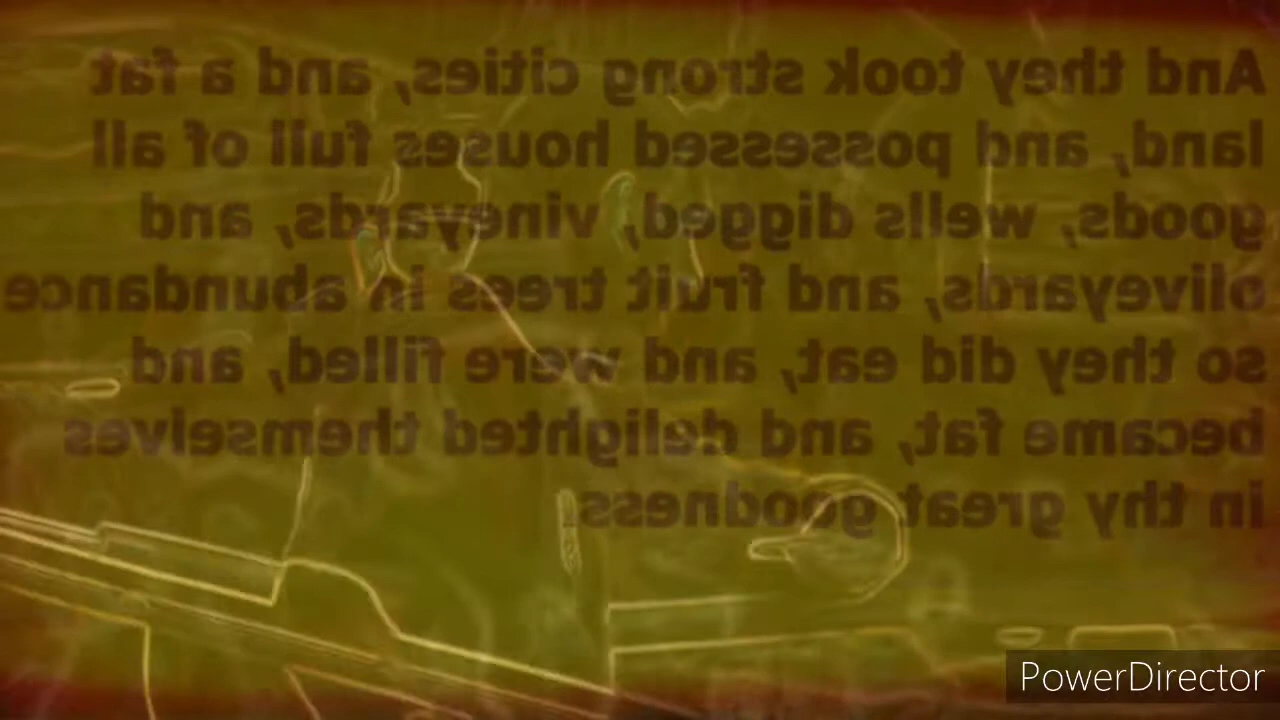 And they took strong cities, and a fat
land, and possessed houses full of all
goods, wells digged, vineyards, and
oliveyards, and fruit trees in abundance
so they did eat, and were filled, and
became fat, and delighted themselves
in thy great goodness
PowerDirector